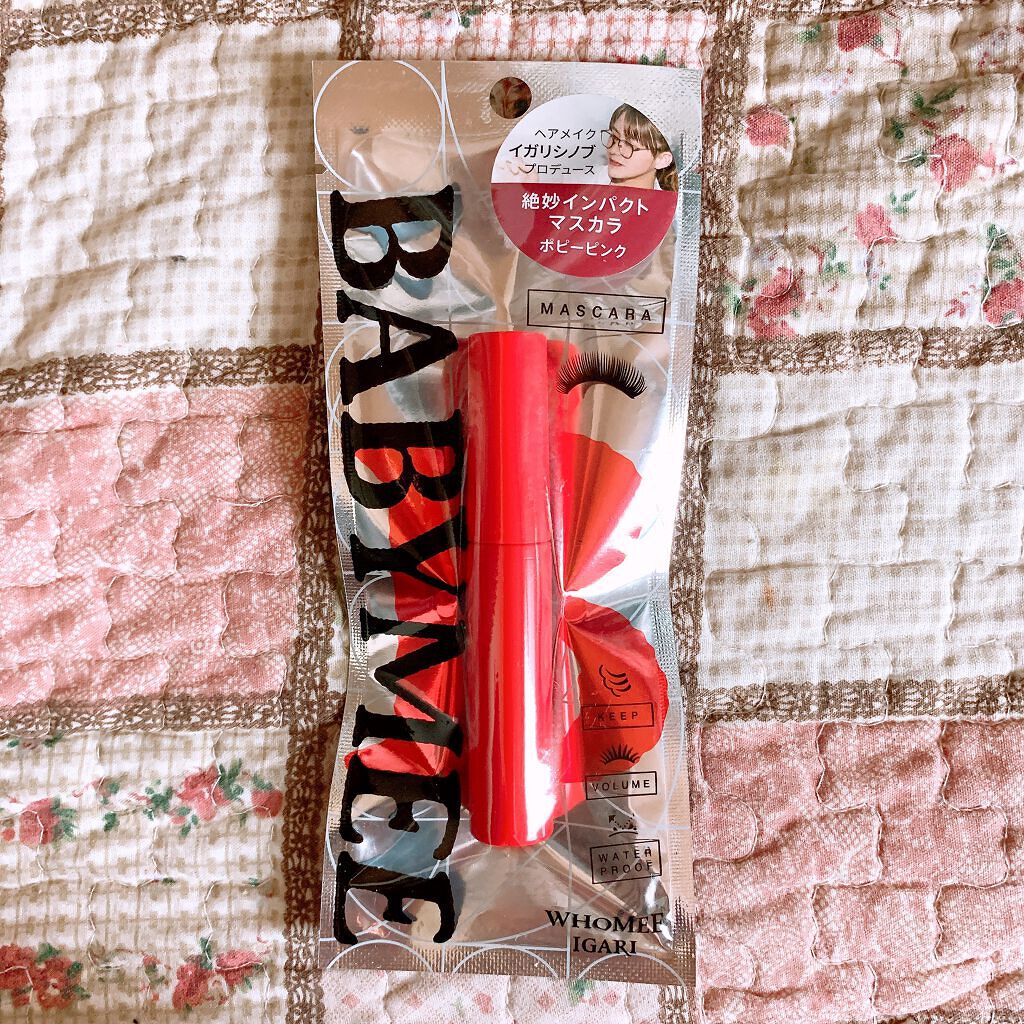 ヘアメイク
イガリシノブ
プロデュース
絶妙インパクト
マスカラ
ポピーピンク
MASCARA
BABYMEE
KEEP
VOLUME
WATER
PROOF
WHOMEE
IGARI